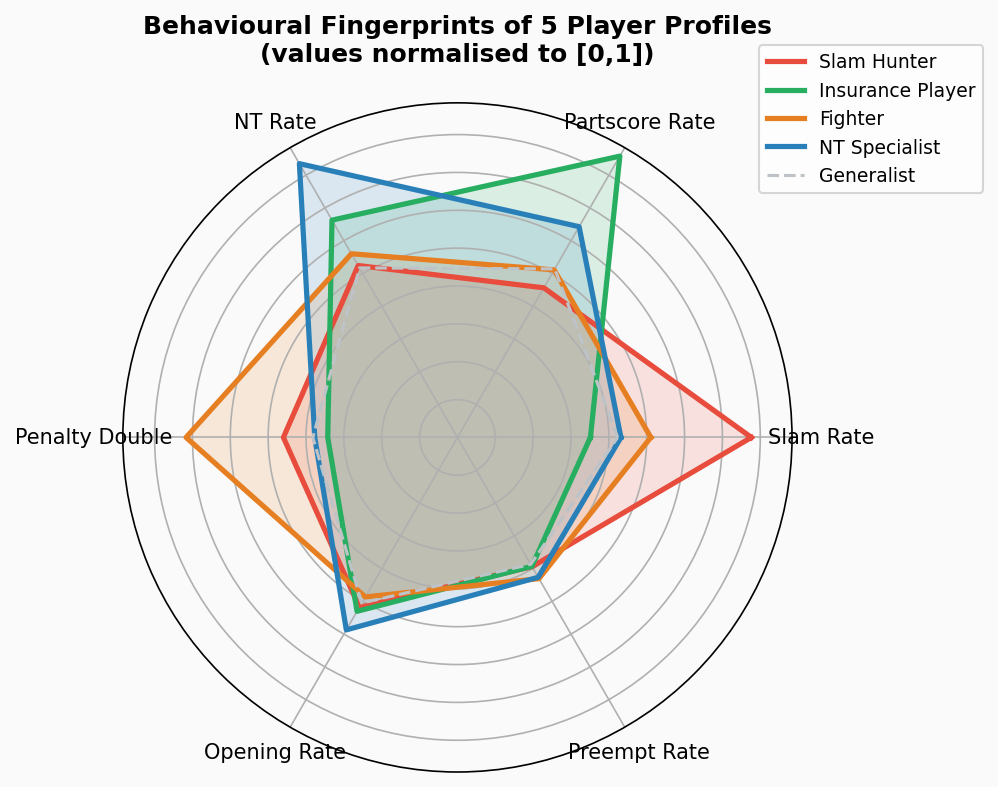 Behavioural Fingerprints of 5 Player Profiles
(values normalised to [0,1])
Slam Hunter
Insurance Player
Fighter
NT Specialist
Generalist
NT Rate
Partscore Rate
Penalty Double
Slam Rate
Opening Rate
Preempt Rate